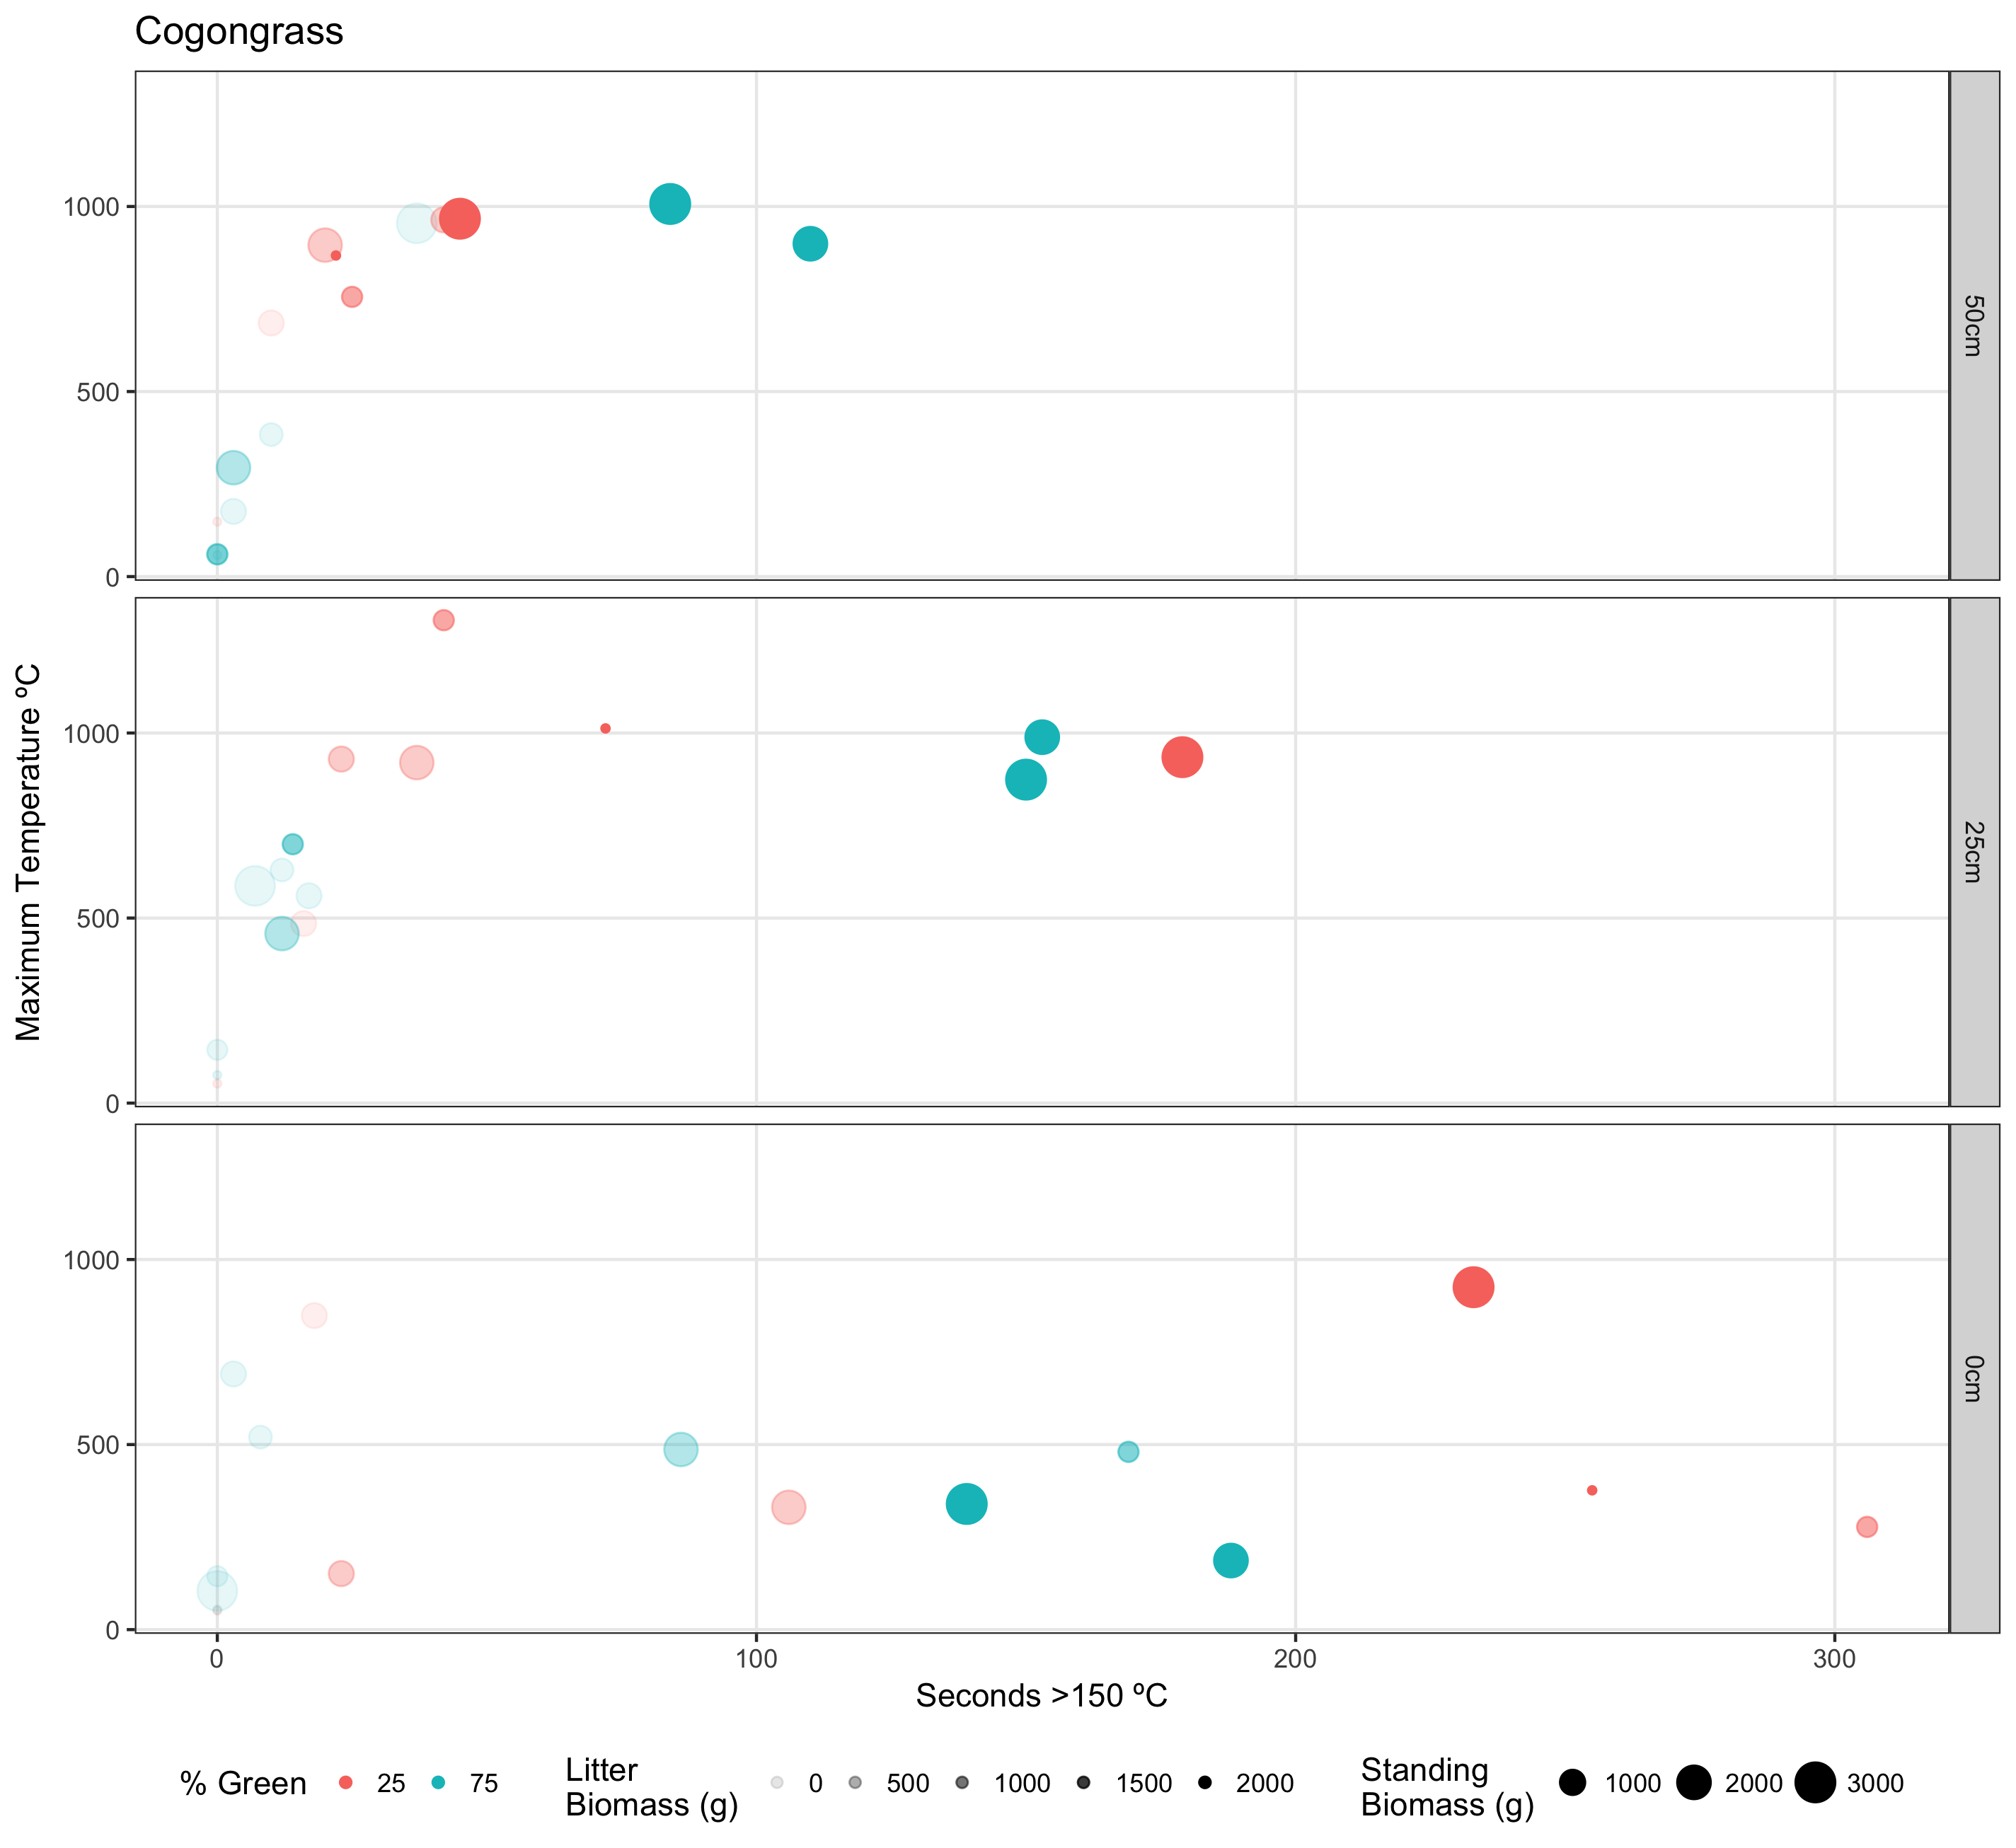 Cogongrass
1000
500
0
50cm
Maximum Temperature ºC
1000
500
0
25cm
1000
500
0
0cm
0 100 200 300
Seconds >150 ºC
% Green 25 75
Litter
Biomass (g)
0 500 1000 1500 2000
Standing
Biomass (g)
1000 2000 3000